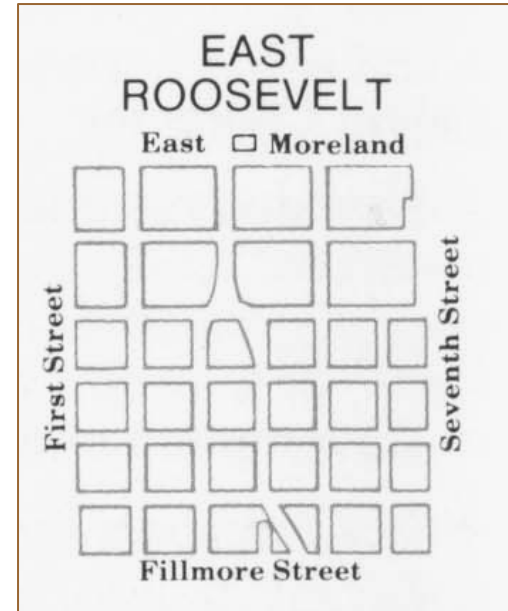 EAST
ROOSEVELT
East Moreland
First Street
Seventh Street
Fillmore Street